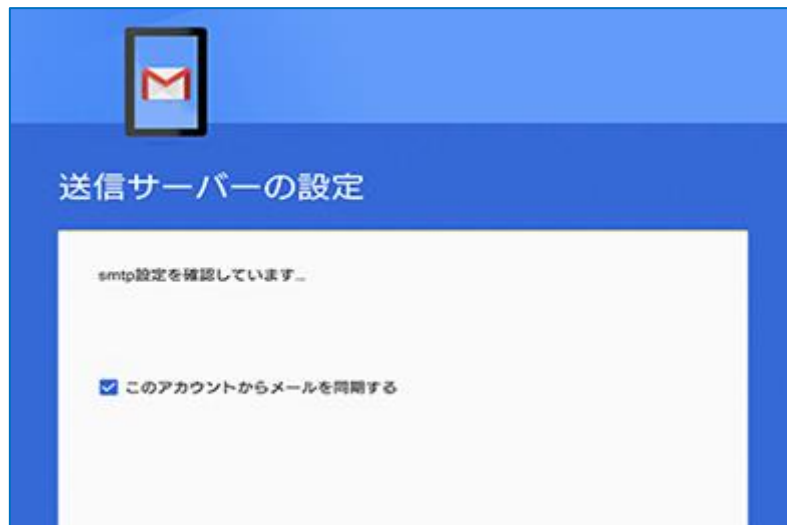 送信サーバーの設定
smtp設定を確認しています...
このアカウントからメールを同期する